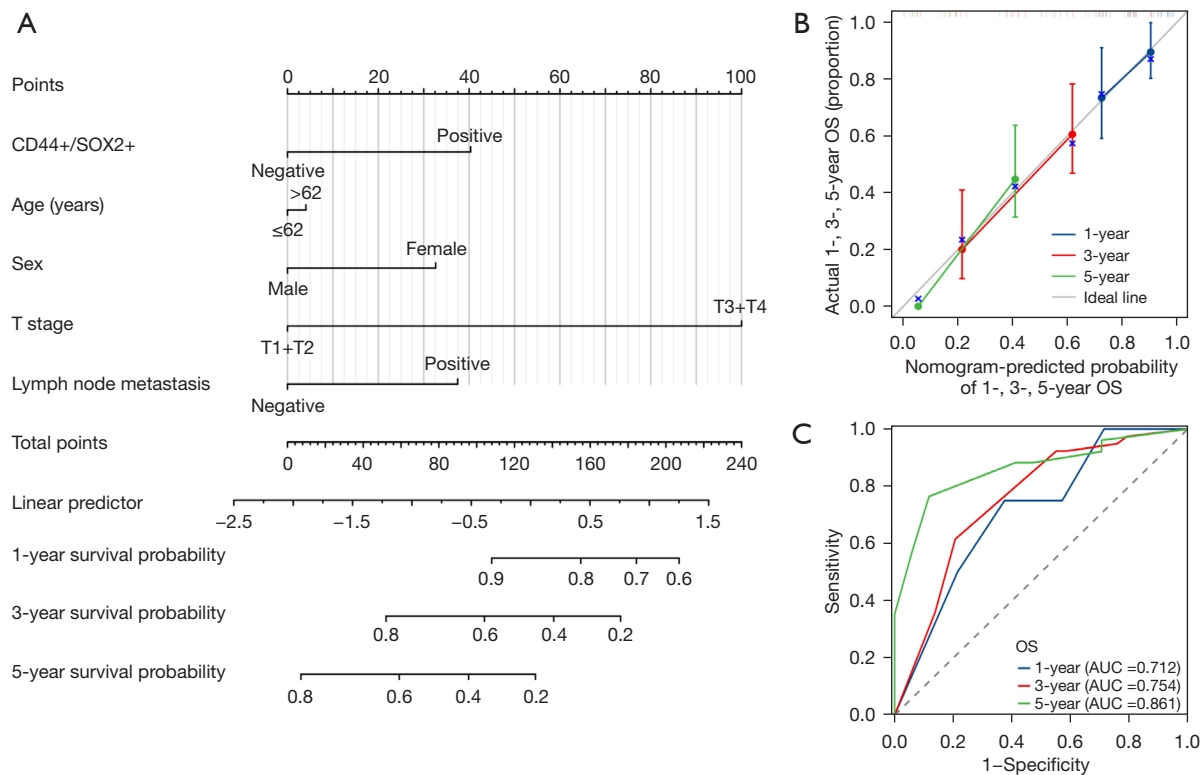 A
Points
0 20 40 60 80 100
CD44+/SOX2+
Positive
Negative
Age (years)
>62
≤62
Sex
Female
Male
T stage
T3+T4
T1+T2
Lymph node metastasis
Positive
Negative
Total points
0 40 80 120 160 200 240
Linear predictor
−2.5 −1.5 −0.5 0.5 1.5
1-year survival probability
0.9 0.8 0.7 0.6
3-year survival probability
0.8 0.6 0.4 0.2
5-year survival probability
0.8 0.6 0.4 0.2
B
Actual 1-, 3-, 5-year OS (proportion)
1.0
0.8
0.6
0.4
0.2
0.0
1-year
3-year
5-year
Ideal line
0.0 0.2 0.4 0.6 0.8 1.0
Nomogram-predicted probability
of 1-, 3-, 5-year OS
C
Sensitivity
1.0
0.8
0.6
0.4
0.2
0.0
OS
1-year (AUC =0.712)
3-year (AUC =0.754)
5-year (AUC =0.861)
0.0 0.2 0.4 0.6 0.8 1.0
1−Specificity